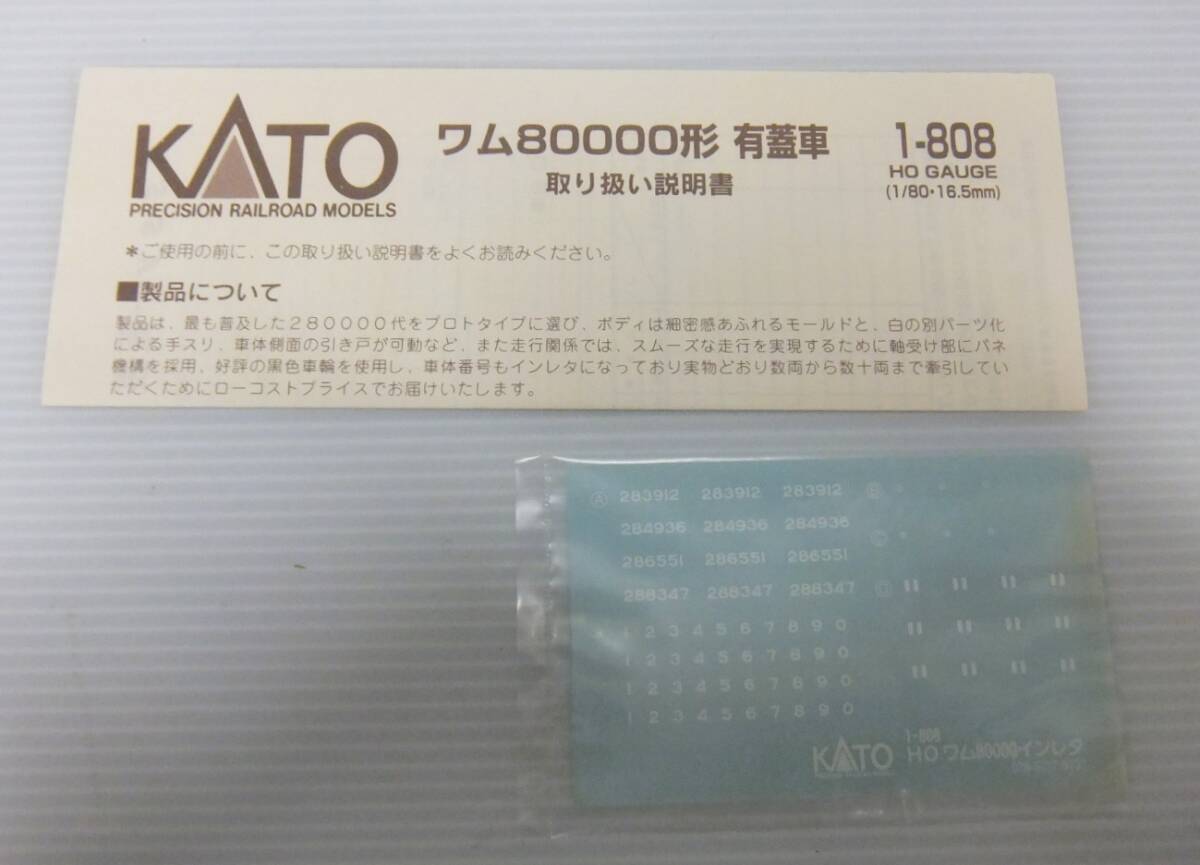 KATO
PRECISION RAILROAD MODELS
ワム80000形 有蓋車
取り扱い説明書
1-808
HO GAUGE
(1/80・16.5mm)
＊ご使用の前に、この取り扱い説明書をよくお読みください。
■製品について
製品は、最も普及した280000代をプロトタイプに選び、ボディは細密感あふれるモールドと、白の別パーツ化
による手スリ、車体側面の引き戸が可動など、また走行関係では、スムーズな走行を実現するために軸受け部にバネ
機構を採用、好評の黒色車輪を使用し、車体番号もインレタになっており実物どおり数両から数十両まで牽引してい
ただくためにローコストプライスでお届けいたします。
Ⓐ 283912 283912 283912 Ⓑ
284936 284936 284936
Ⓒ
286551 286551 286551
288347 288347 288347 Ⓓ
1 2 3 4 5 6 7 8 9 0
1 2 3 4 5 6 7 8 9 0
1 2 3 4 5 6 7 8 9 0
1 2 3 4 5 6 7 8 9 0
KATO
1-808
HO ワム80000インレタ